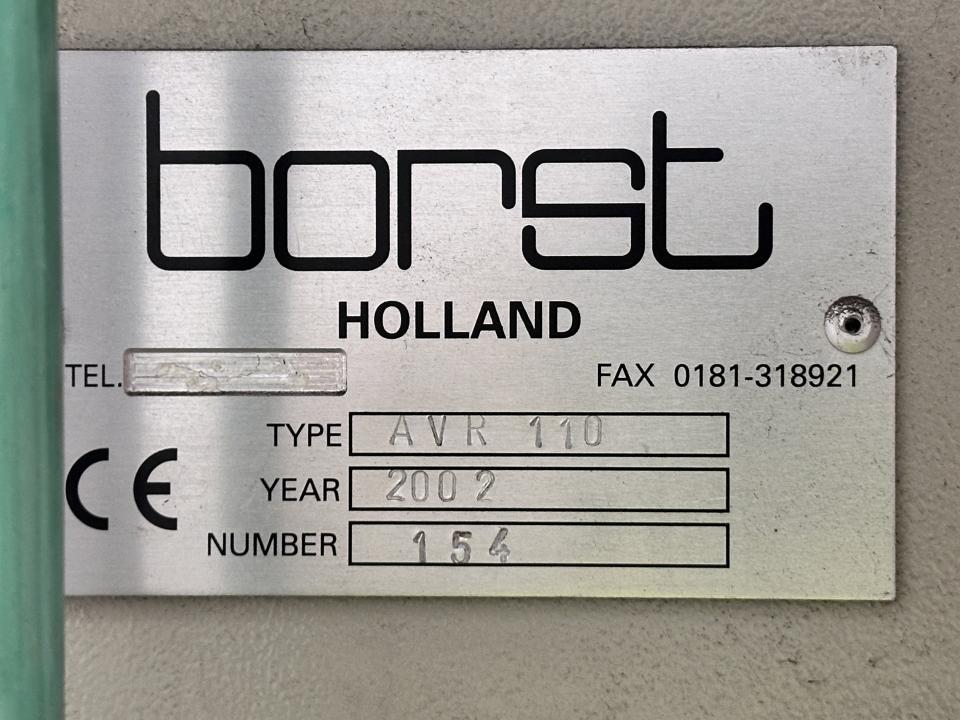 borst
HOLLAND
TEL. FAX 0181-318921
TYPE AVR 110
CE YEAR 2002
NUMBER 154